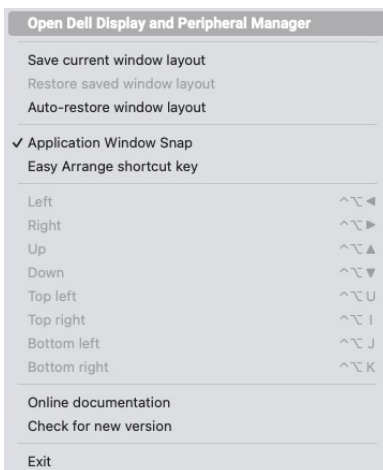 Open Dell Display and Peripheral Manager
Save current window layout
Restore saved window layout
Auto-restore window layout
✓ Application Window Snap
Easy Arrange shortcut key
Left ^⌥◀
Right ^⌥▶
Up ^⌥▲
Down ^⌥▼
Top left ^⌥U
Top right ^⌥I
Bottom left ^⌥J
Bottom right ^⌥K
Online documentation
Check for new version
Exit